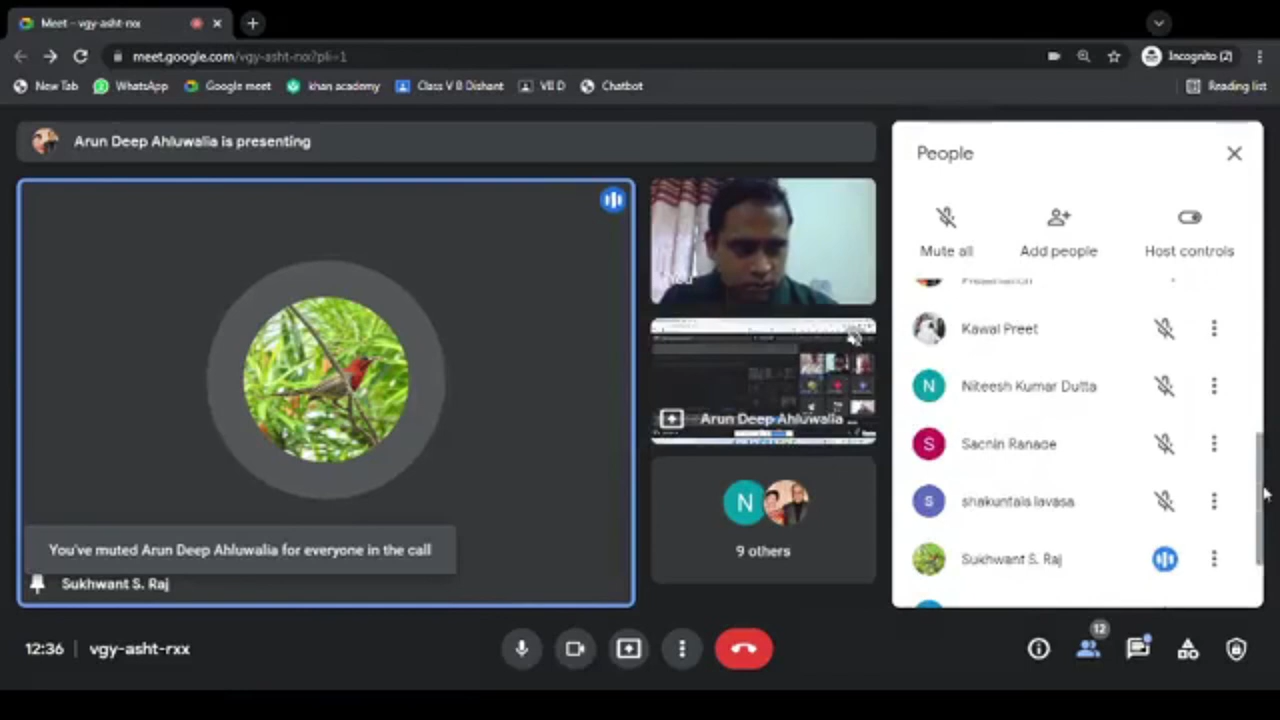 Meet - vgy-asht-rxx
meet.google.com/vgy-asht-rxx?pli=1
Incognito (2)
New Tab
WhatsApp
Google meet
khan academy
Class V B Dishant
VII D
Chatbot
Reading list
Arun Deep Ahluwalia is presenting
People
Mute all
Add people
Host controls
You
Presentation
Kawal Preet
N
Niteesh Kumar Dutta
Arun Deep Ahluwalia ...
S
Sachin Ranade
N
s
shakuntala lavasa
9 others
You've muted Arun Deep Ahluwalia for everyone in the call
Sukhwant S. Raj
Sukhwant S. Raj
12
12:36
vgy-asht-rxx